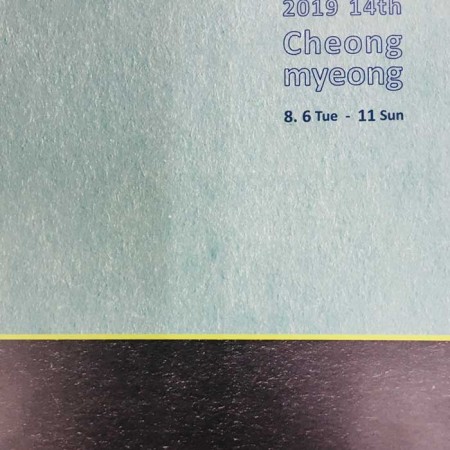 2019 14th
Cheong
myeong
8. 6 Tue - 11 Sun